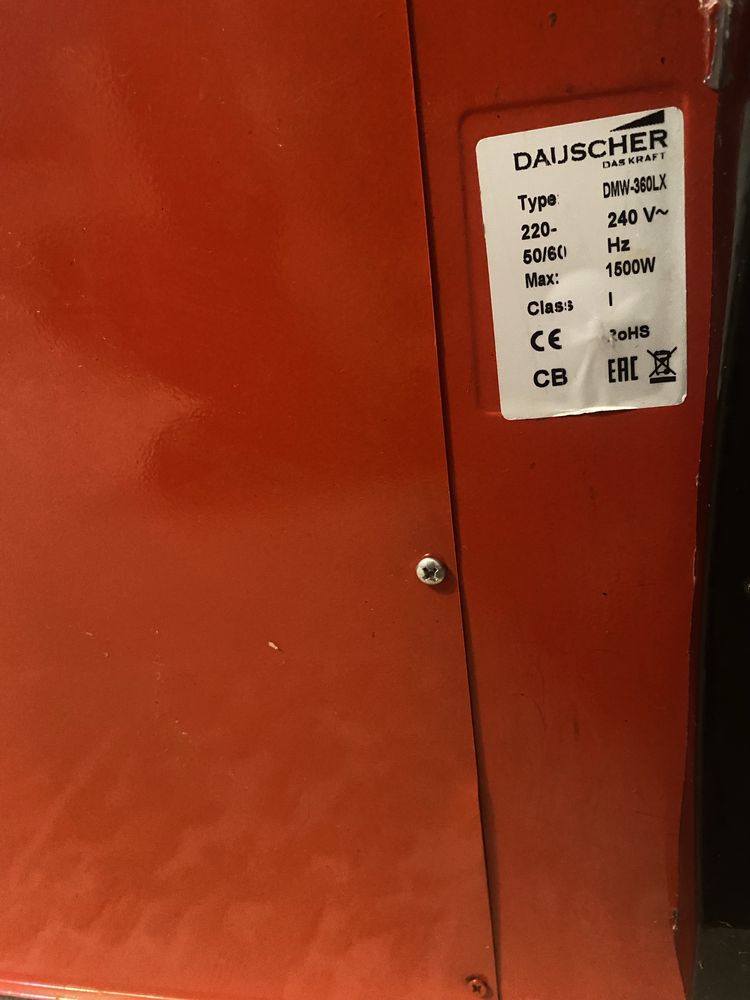 DAUSCHER
DAS KRAFT
Type: DMW-360LX
220- 240 V~
50/60 Hz
Max: 1500W
Class I
CE RoHS
CB EAC